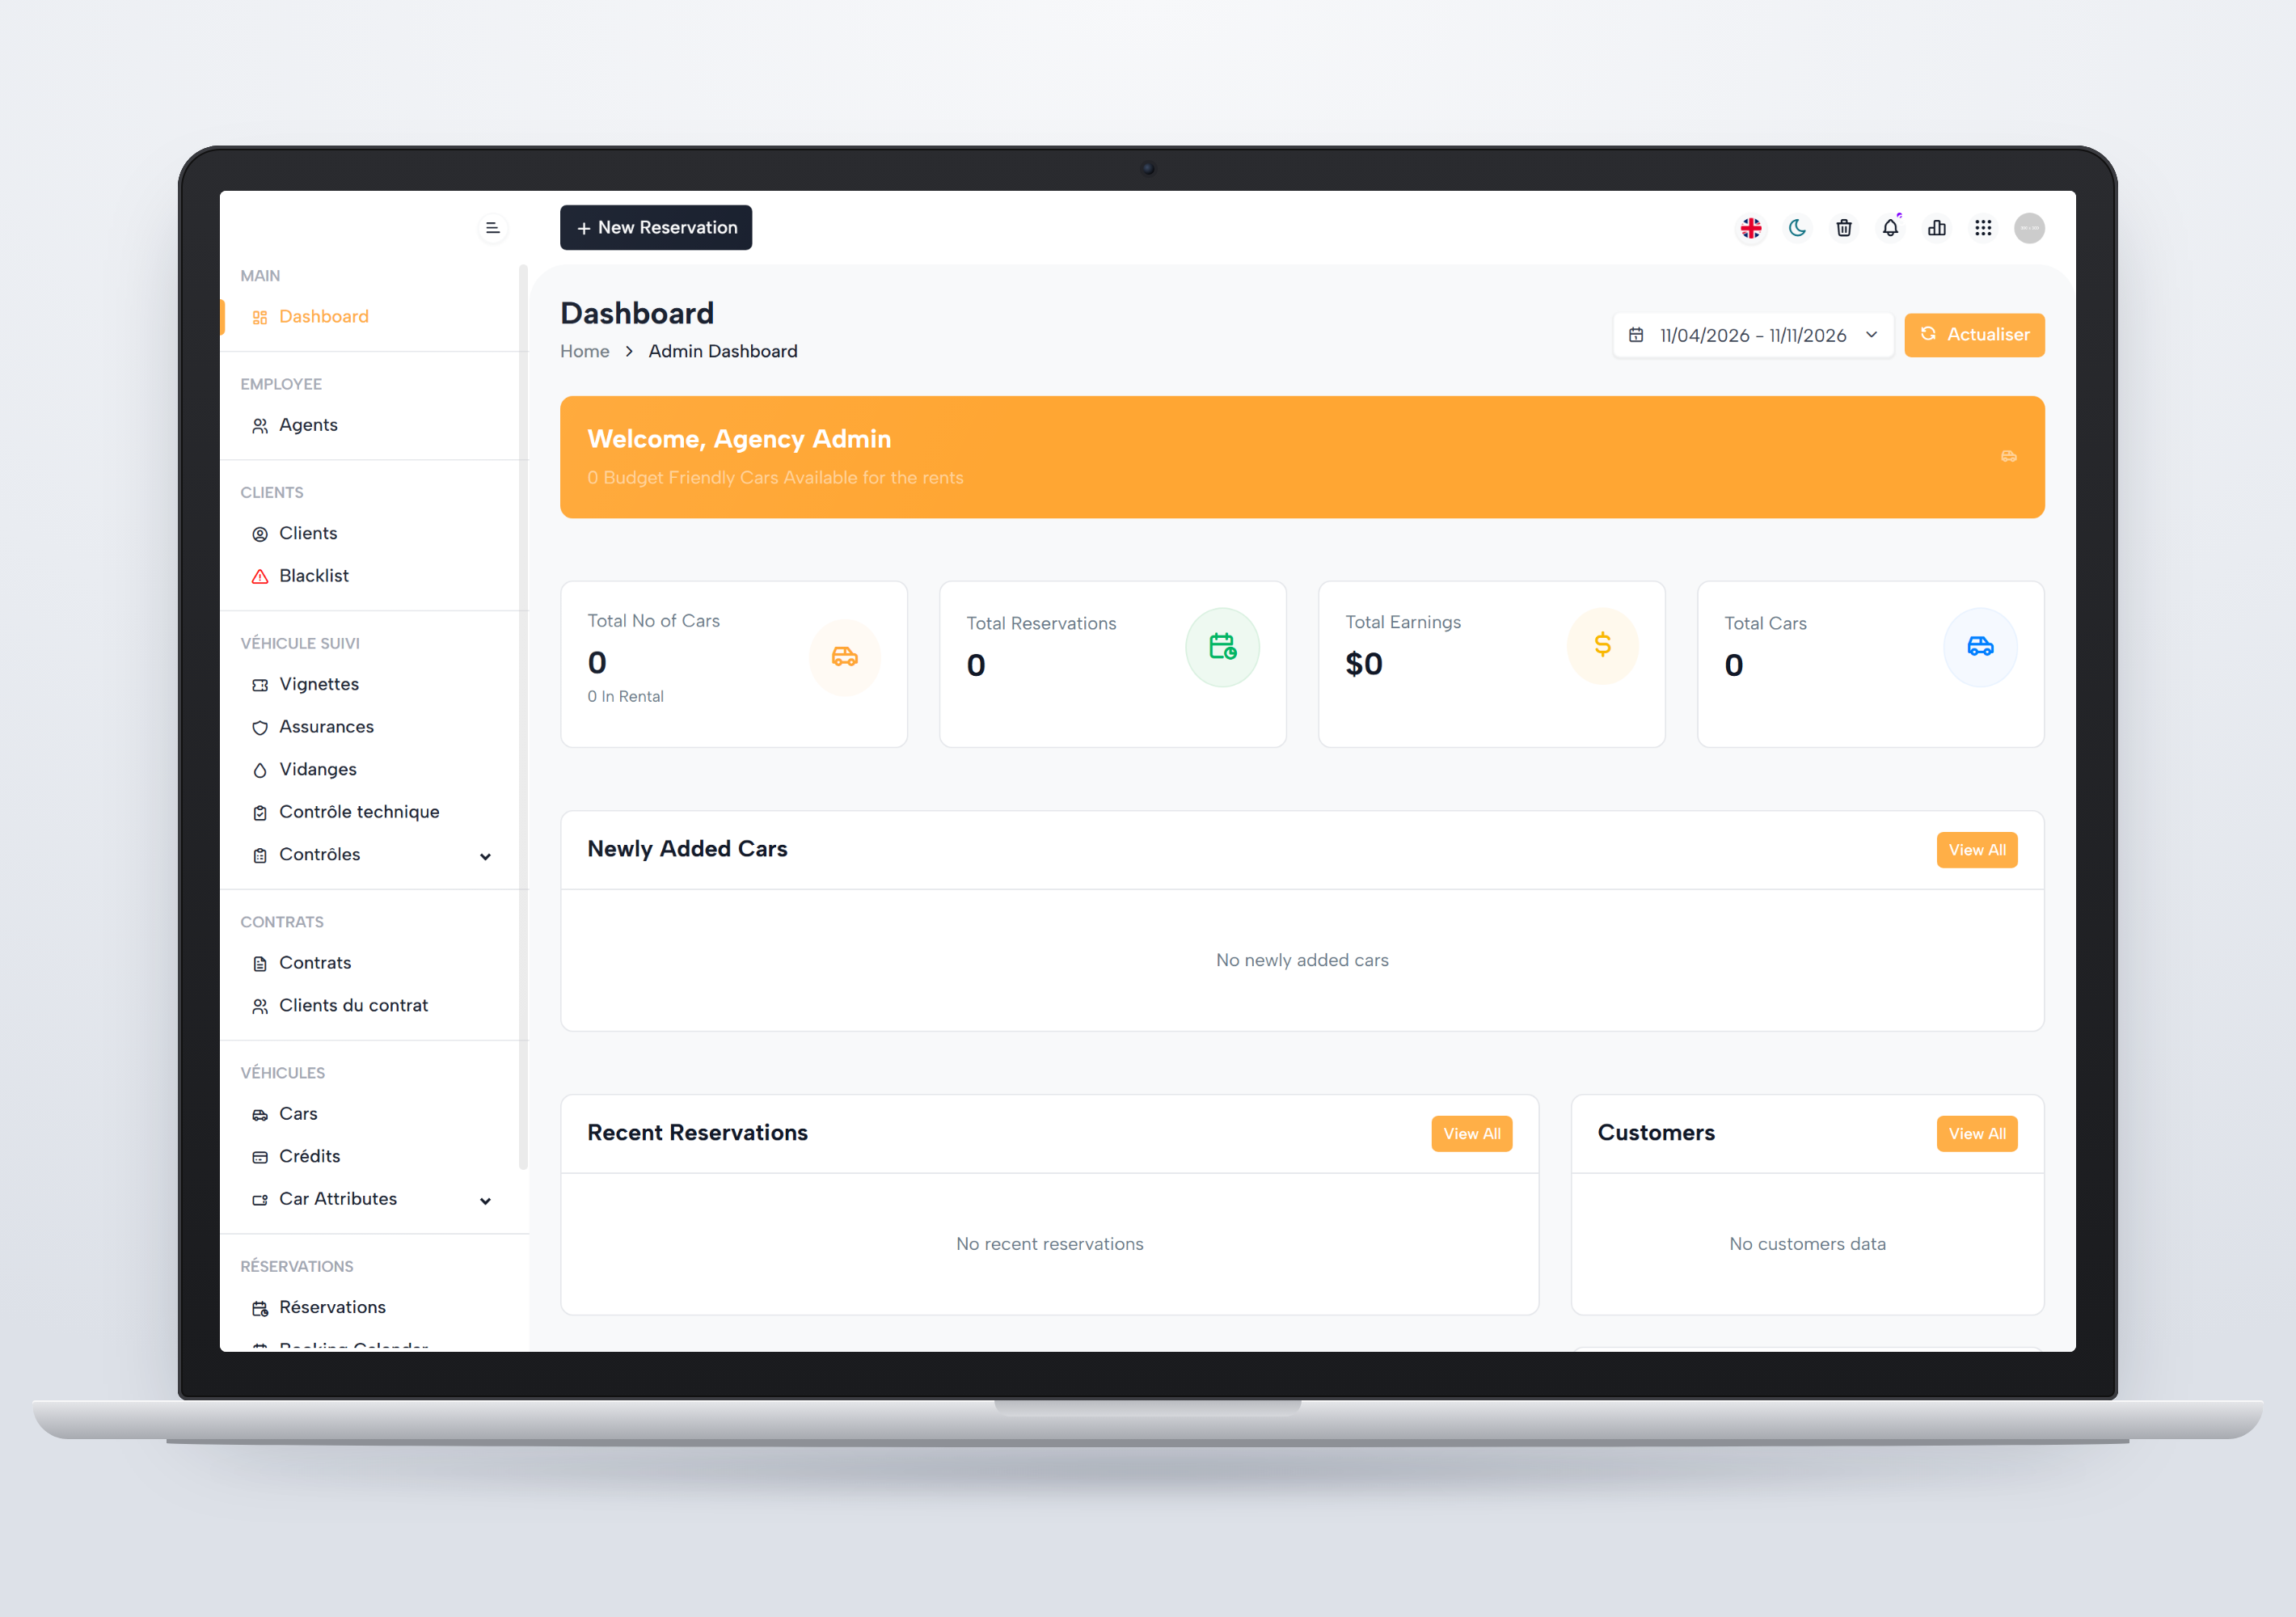 New Reservation
MAIN
Dashboard
EMPLOYEE
Agents
CLIENTS
Clients
Blacklist
VÉHICULE SUIVI
Vignettes
Assurances
Vidanges
Contrôle technique
Contrôles
CONTRATS
Contrats
Clients du contrat
VÉHICULES
Cars
Crédits
Car Attributes
RÉSERVATIONS
Réservations
Dashboard
Home > Admin Dashboard
11/04/2026 - 11/11/2026
Actualiser
Welcome, Agency Admin
0 Budget Friendly Cars Available for the rents
Total No of Cars
0
0 In Rental
Total Reservations
0
Total Earnings
$0
Total Cars
0
Newly Added Cars
View All
No newly added cars
Recent Reservations
View All
No recent reservations
Customers
View All
No customers data